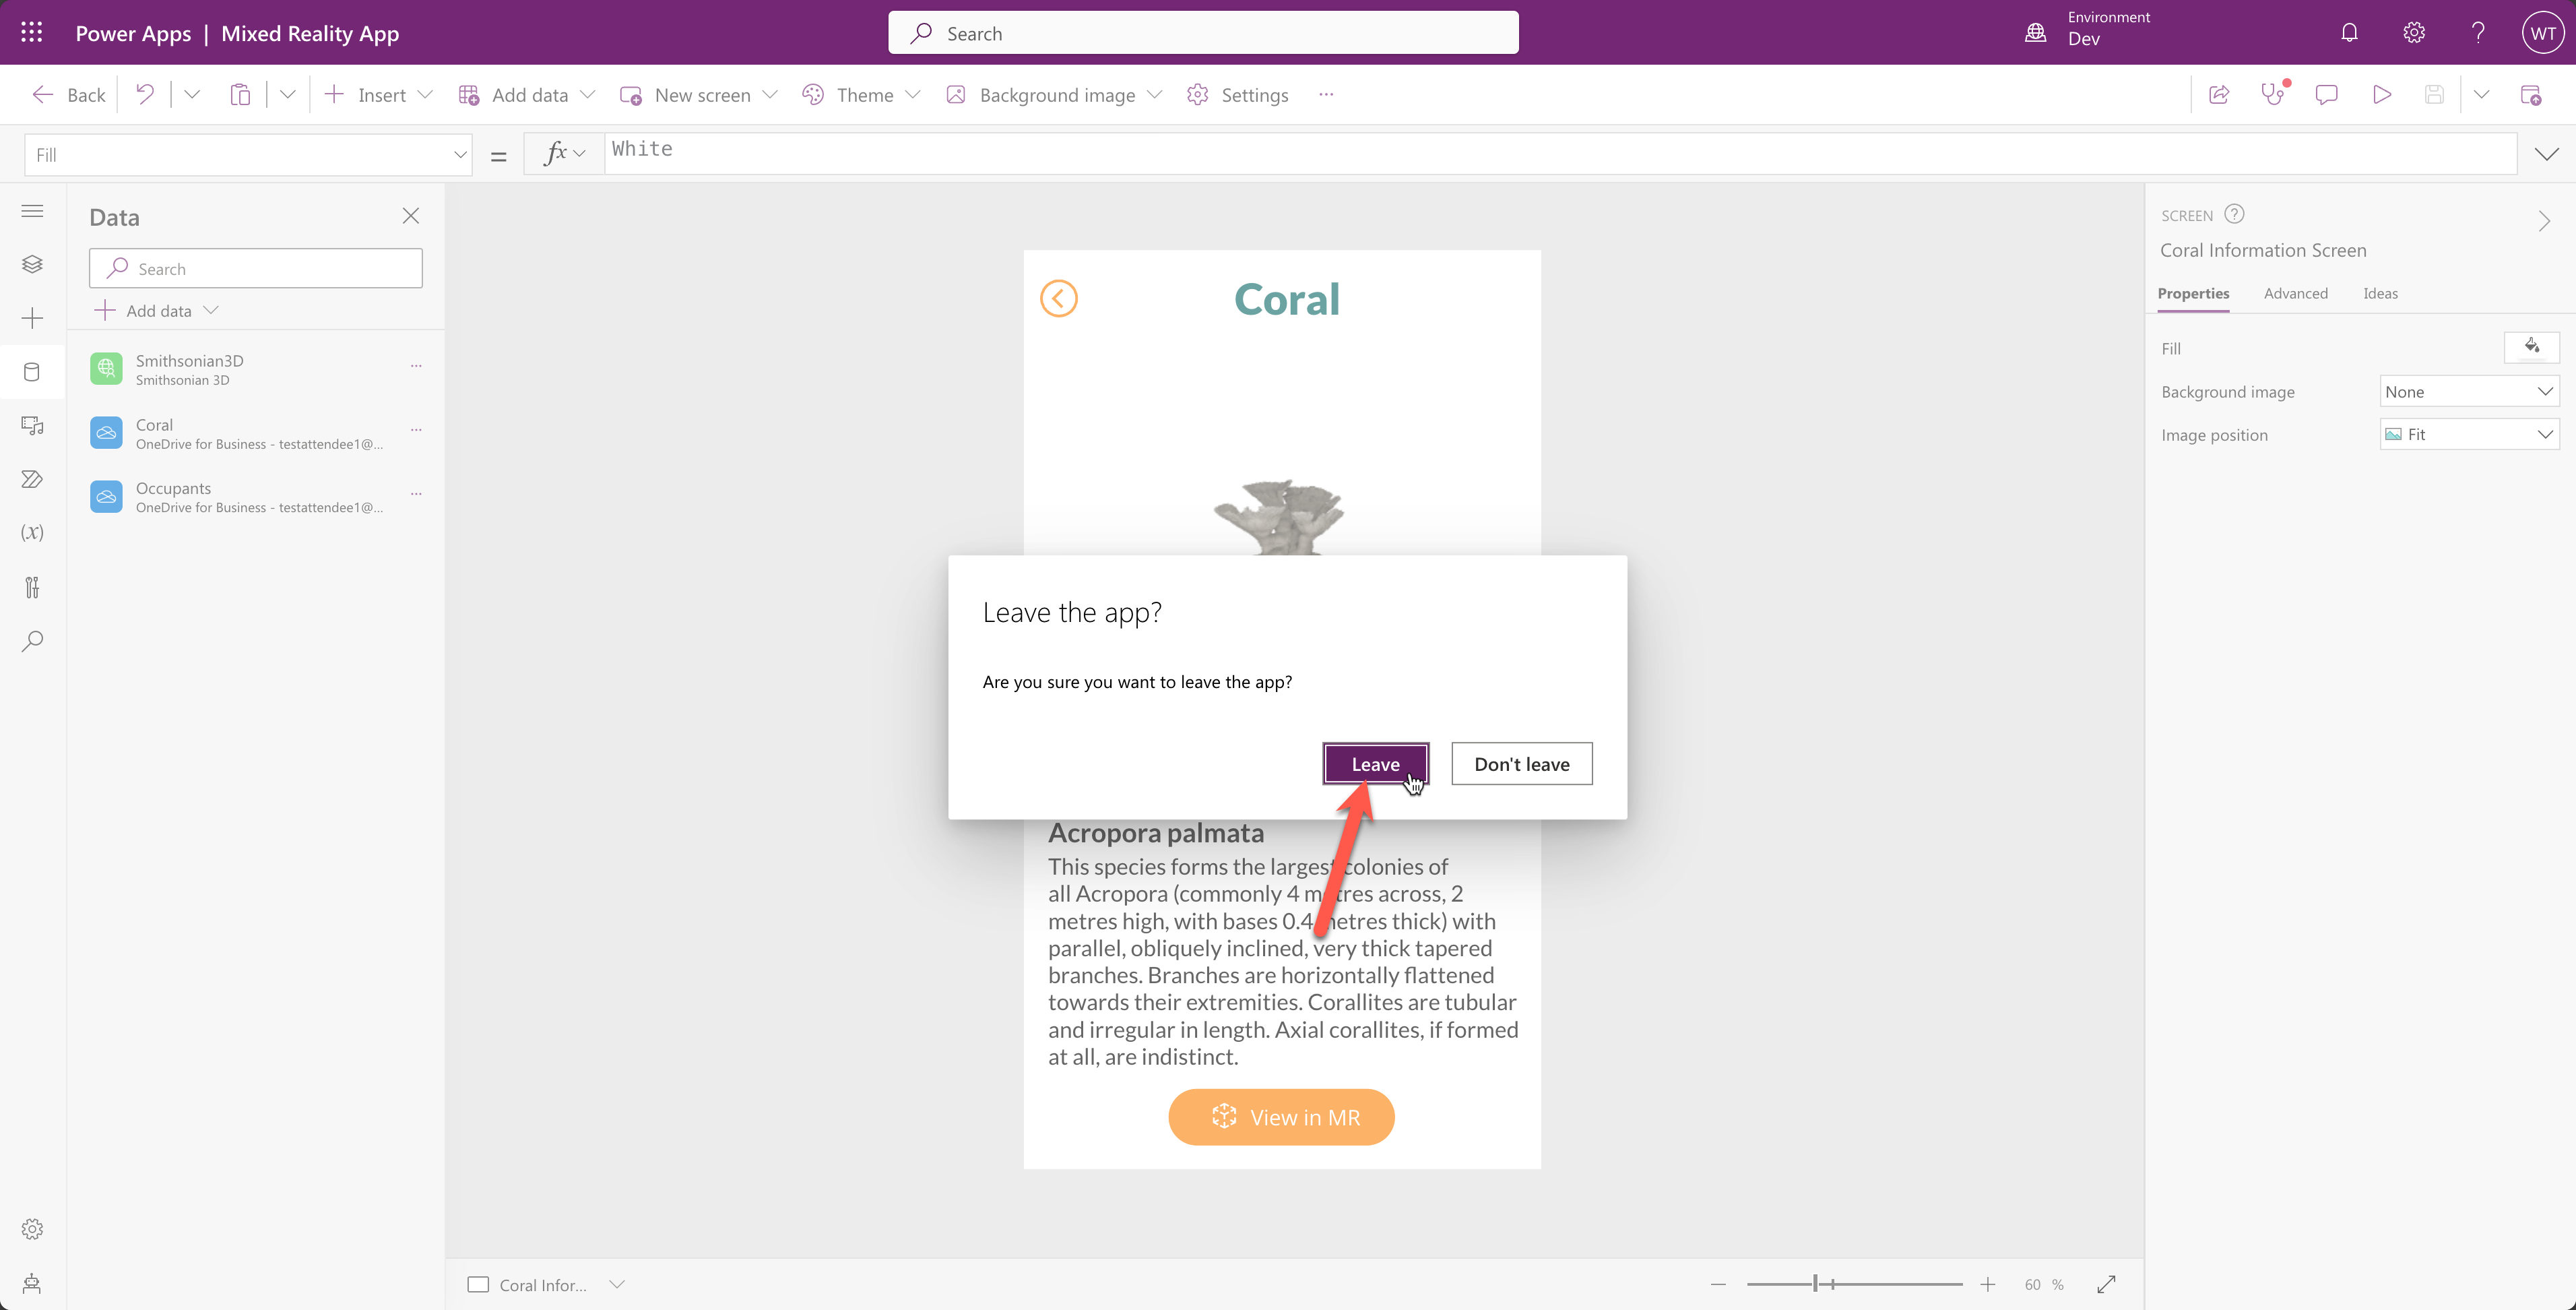 Power Apps | Mixed Reality App
Search
Environment
Dev
WT
Back
Insert
Add data
New screen
Theme
Background image
Settings
...
Fill
=
fx
White
Data
Search
Add data
Smithsonian3D
Smithsonian 3D
...
Coral
OneDrive for Business - testattendee1@...
...
Occupants
OneDrive for Business - testattendee1@...
...
(x)
Coral
Leave the app?
Are you sure you want to leave the app?
Leave
Don't leave
Acropora palmata
This species forms the largest colonies of
all Acropora (commonly 4 metres across, 2
metres high, with bases 0.4 metres thick) with
parallel, obliquely inclined, very thick tapered
branches. Branches are horizontally flattened
towards their extremities. Corallites are tubular
and irregular in length. Axial corallites, if formed
at all, are indistinct.
View in MR
SCREEN
Coral Information Screen
Properties
Advanced
Ideas
Fill
Background image
None
Image position
Fit
Coral Infor...
60 %